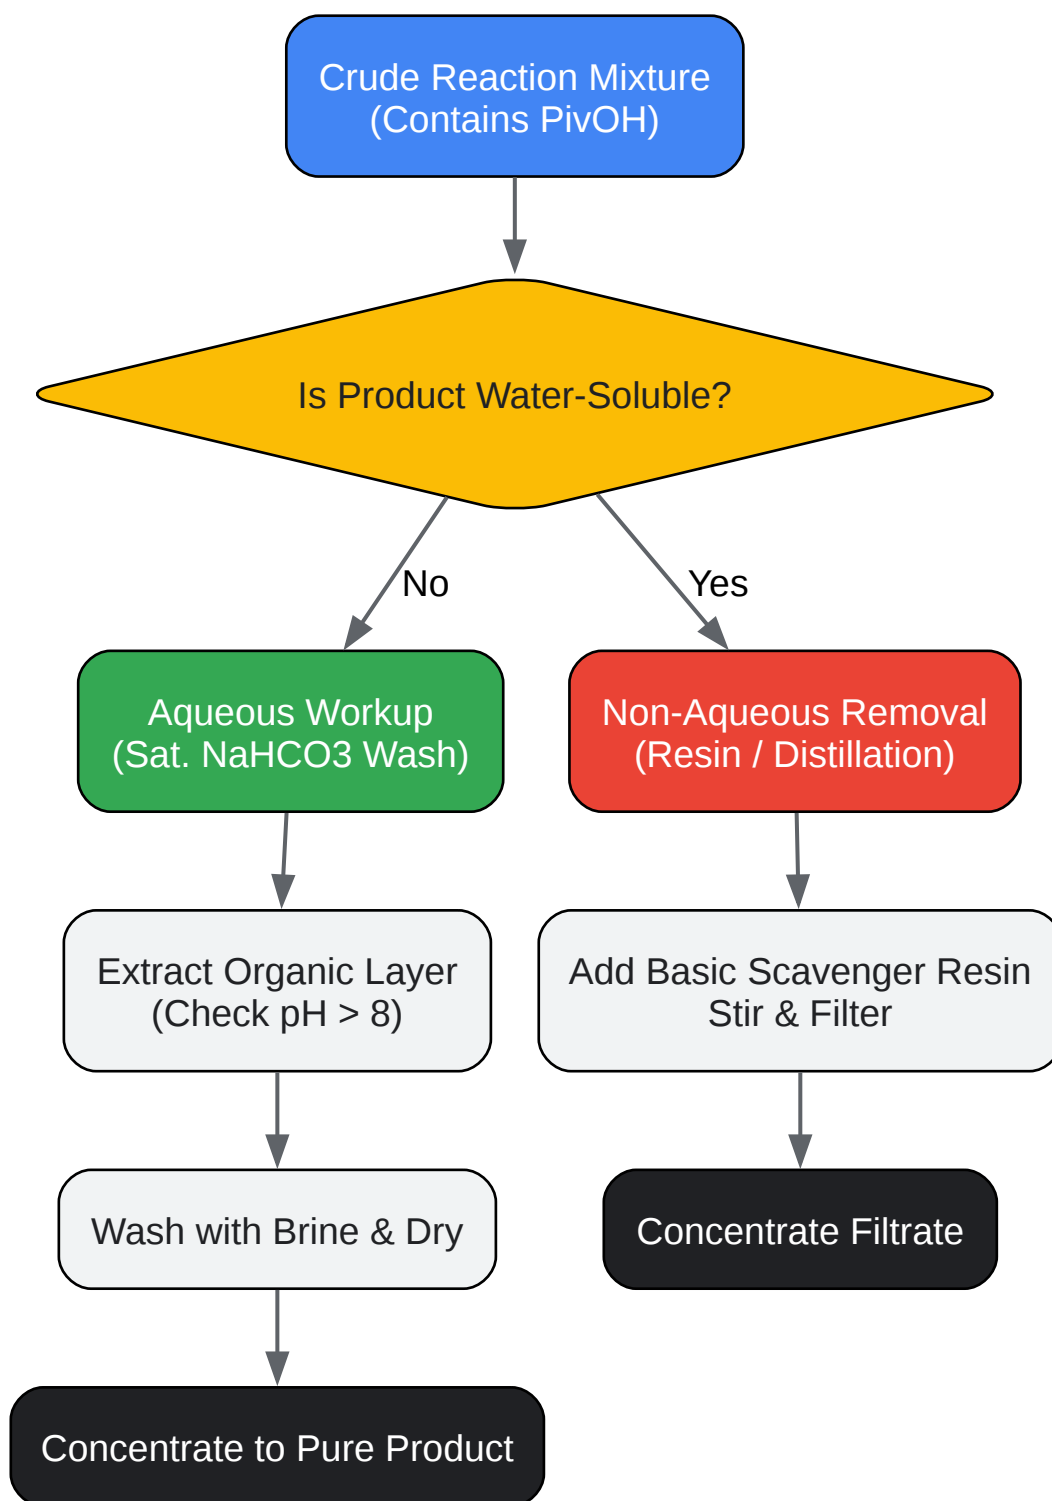 Crude Reaction Mixture
(Contains PivOH)
Is Product Water-Soluble?
No
Yes
Aqueous Workup
(Sat. NaHCO3 Wash)
Non-Aqueous Removal
(Resin / Distillation)
Extract Organic Layer
(Check pH > 8)
Add Basic Scavenger Resin
Stir & Filter
Wash with Brine & Dry
Concentrate Filtrate
Concentrate to Pure Product